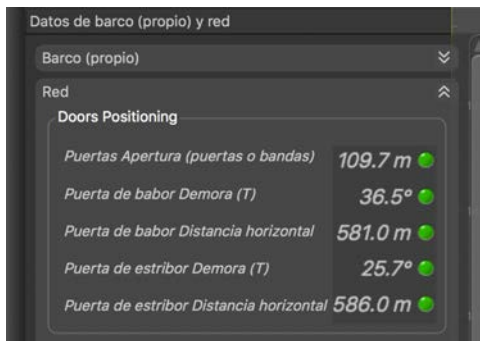 Datos de barco (propio) y red
Barco (propio)
Red
Doors Positioning
Puertas Apertura (puertas o bandas) 109.7 m
Puerta de babor Demora (T) 36.5°
Puerta de babor Distancia horizontal 581.0 m
Puerta de estribor Demora (T) 25.7°
Puerta de estribor Distancia horizontal 586.0 m